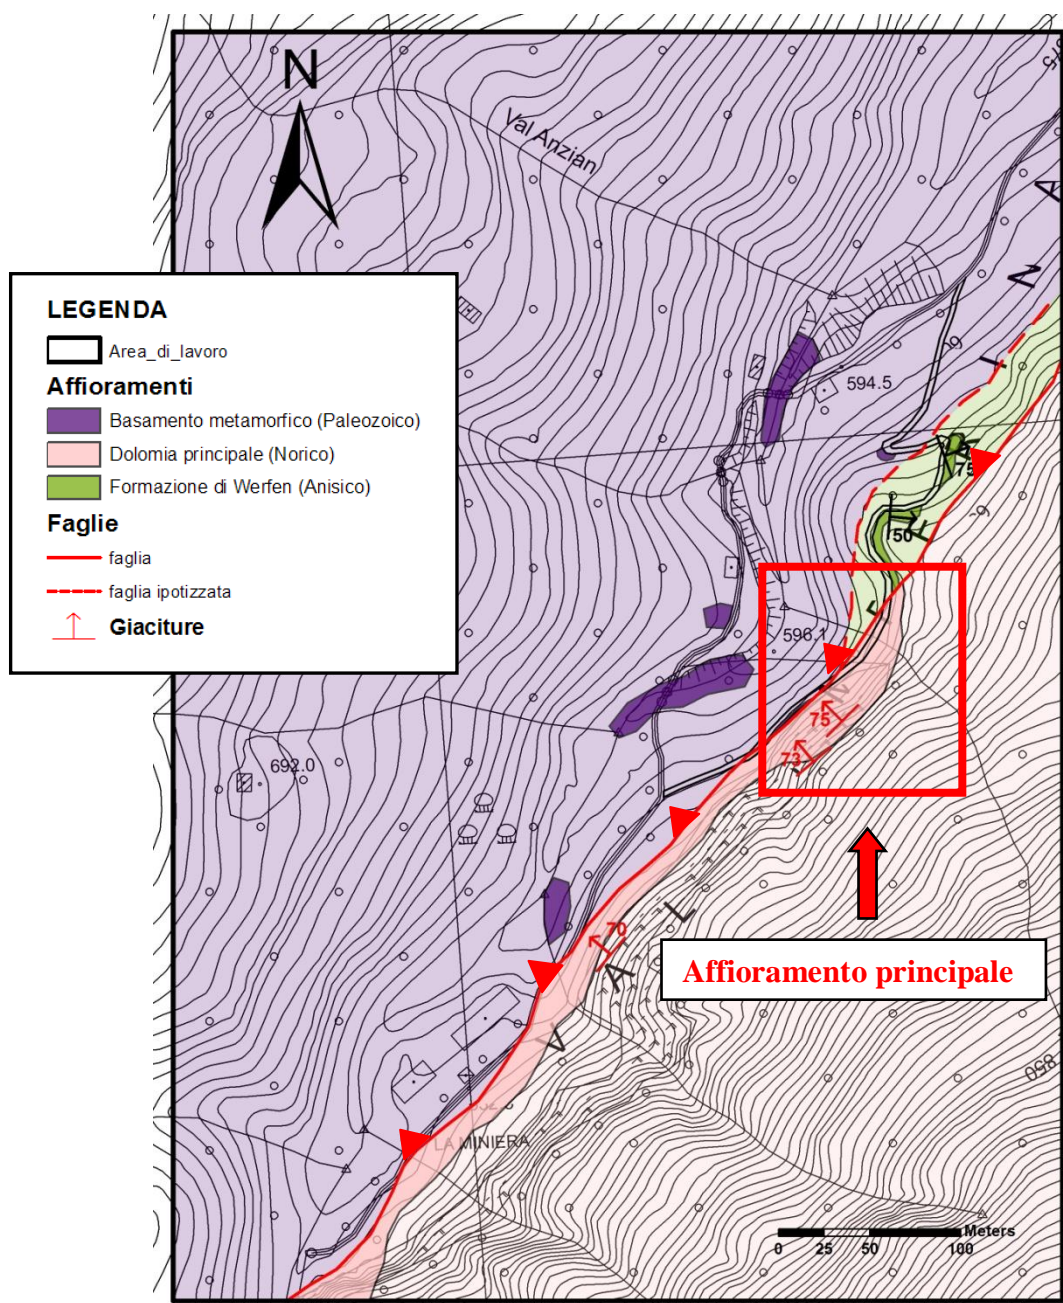 N
Val Anzian
75
LEGENDA
Area_di_lavoro
Affioramenti
Basamento metamorfico (Paleozoico)
Dolomia principale (Norico)
Formazione di Werfen (Anisico)
Faglie
faglia
faglia ipotizzata
Giaciture
A
N
I
594.5
75
50
596.1
75
73
692.0
70
L
A
V
Affioramento principale
850
LA MINIERA
Meters
0 25 50 100